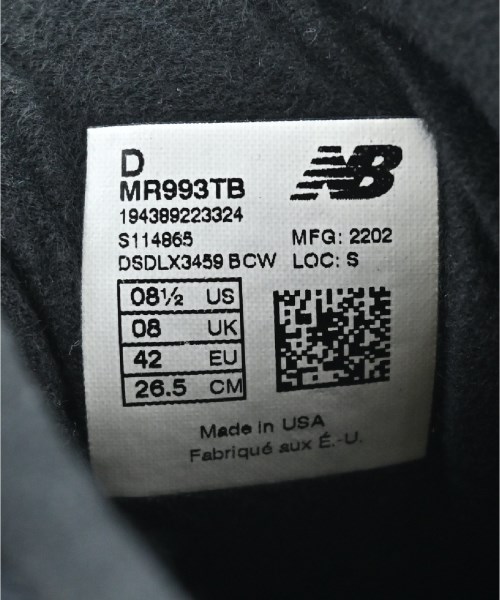 D
NB
MR993TB
194389223324
S114865 MFG: 2202
DSDLX3459 BCW LOC: S
08½ US
08 UK
42 EU
26.5 CM
Made in USA
Fabriqué aux É.-U.